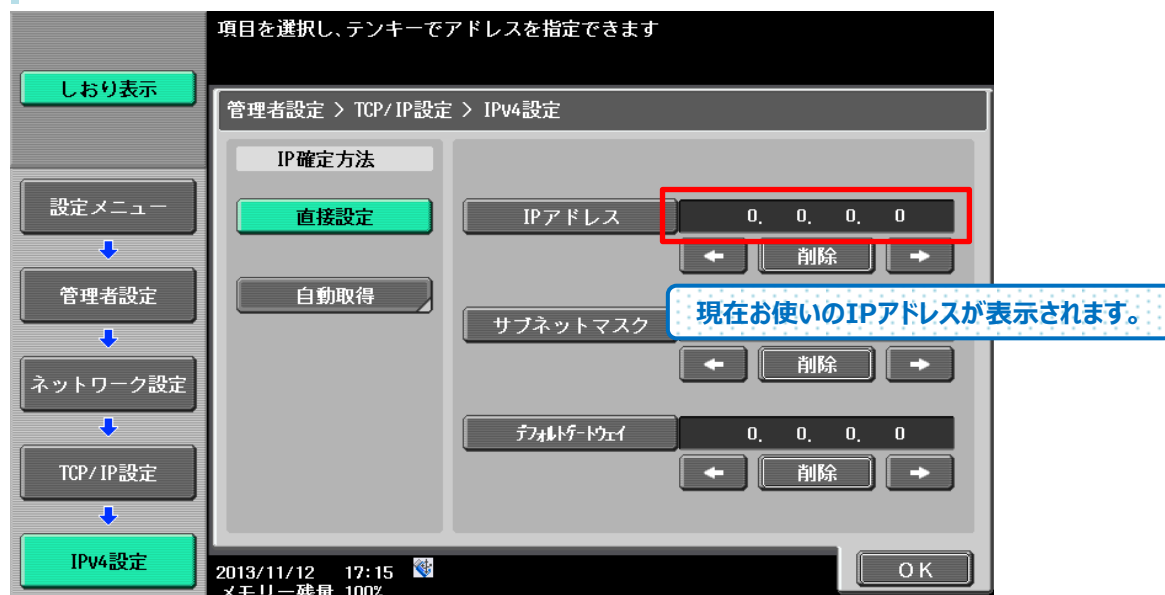 項目を選択し、テンキーでアドレスを指定できます
しおり表示
管理者設定 > TCP/IP設定 > IPv4設定
設定メニュー
管理者設定
ネットワーク設定
TCP/IP設定
IPv4設定
IP確定方法
直接設定
自動取得
IPアドレス
0. 0. 0. 0
削除
サブネットマスク
現在お使いのIPアドレスが表示されます。
削除
デフォルトゲートウェイ
0. 0. 0. 0
削除
2013/11/12 17:15
メモリー残量 100%
OK